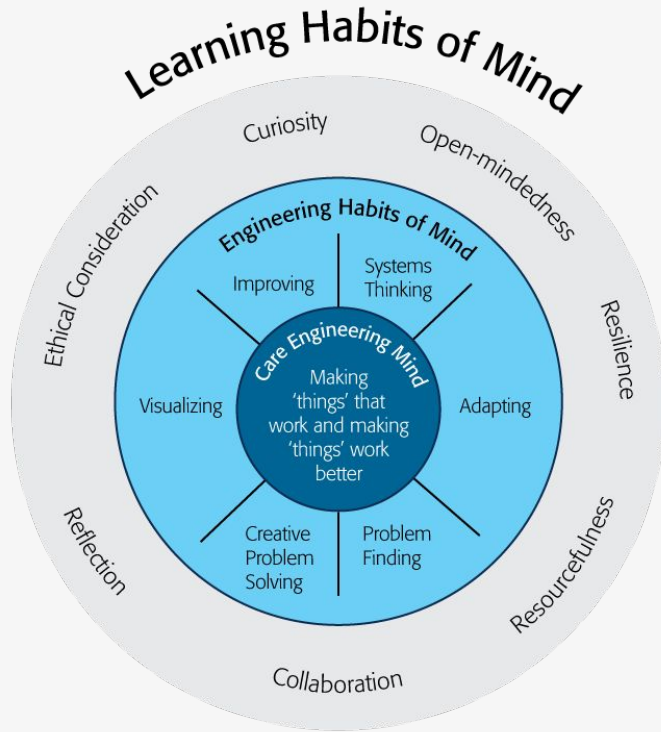 Learning Habits of Mind
Curiosity
Open-mindedness
Ethical Consideration
Resilience
Reflection
Resourcefulness
Collaboration
Engineering Habits of Mind
Improving
Systems
Thinking
Visualizing
Adapting
Creative
Problem
Solving
Problem
Finding
Care Engineering Mind
Making
‘things’ that
work and making
‘things’ work
better